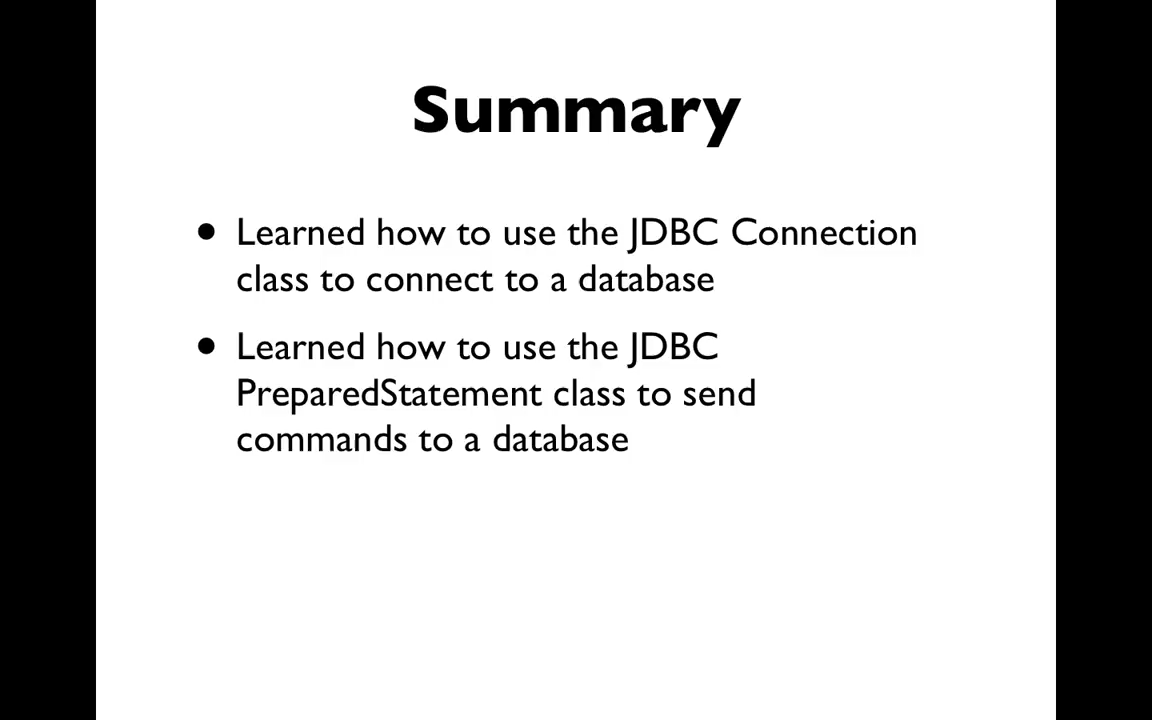 Summary
• Learned how to use the JDBC Connection
class to connect to a database
• Learned how to use the JDBC
PreparedStatement class to send
commands to a database